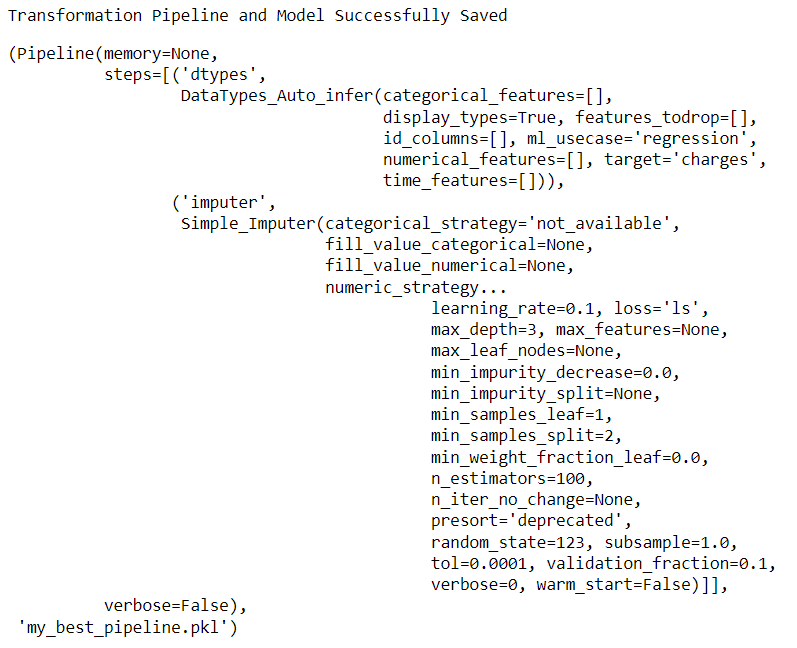 Transformation Pipeline and Model Successfully Saved
(Pipeline(memory=None,
steps=[('dtypes',
DataTypes_Auto_infer(categorical_features=[],
display_types=True, features_todrop=[],
id_columns=[], ml_usecase='regression',
numerical_features=[], target='charges',
time_features=[])),
('imputer',
Simple_Imputer(categorical_strategy='not_available',
fill_value_categorical=None,
fill_value_numerical=None,
numeric_strategy...
learning_rate=0.1, loss='ls',
max_depth=3, max_features=None,
max_leaf_nodes=None,
min_impurity_decrease=0.0,
min_impurity_split=None,
min_samples_leaf=1,
min_samples_split=2,
min_weight_fraction_leaf=0.0,
n_estimators=100,
n_iter_no_change=None,
presort='deprecated',
random_state=123, subsample=1.0,
tol=0.0001, validation_fraction=0.1,
verbose=0, warm_start=False)]],
verbose=False),
'my_best_pipeline.pkl')